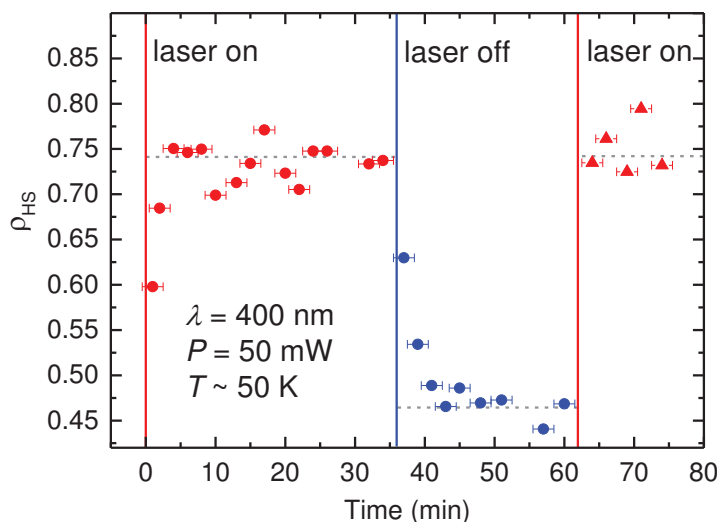 laser on
laser off
laser on
0.85
0.80
0.75
0.70
0.65
0.60
0.55
0.50
0.45
ρHS
λ = 400 nm
P = 50 mW
T ~ 50 K
0 10 20 30 40 50 60 70 80
Time (min)